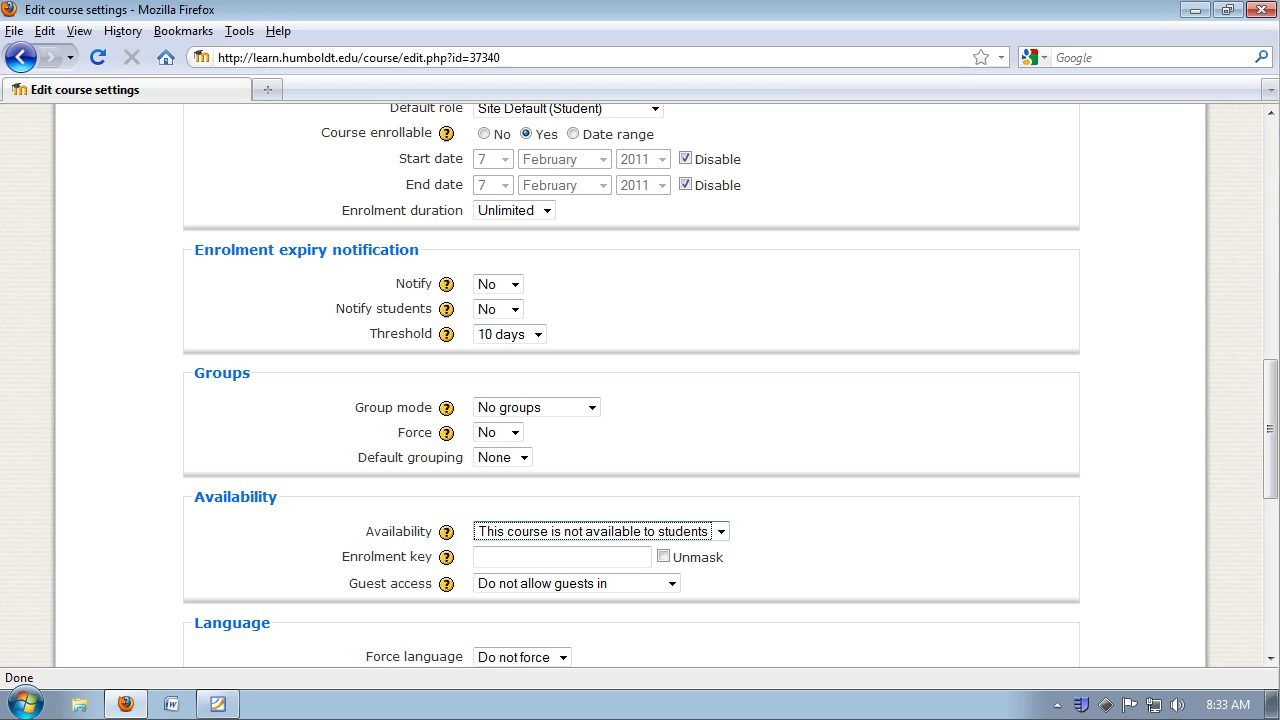 Edit course settings - Mozilla Firefox
File Edit View History Bookmarks Tools Help
http://learn.humboldt.edu/course/edit.php?id=37340 Google
Edit course settings
Default role Site Default (Student)
Course enrollable No Yes Date range
Start date 7 February 2011 Disable
End date 7 February 2011 Disable
Enrolment duration Unlimited
Enrolment expiry notification
Notify No
Notify students No
Threshold 10 days
Groups
Group mode No groups
Force No
Default grouping None
Availability
Availability This course is not available to students
Enrolment key Unmask
Guest access Do not allow guests in
Language
Force language Do not force
Done
8:33 AM